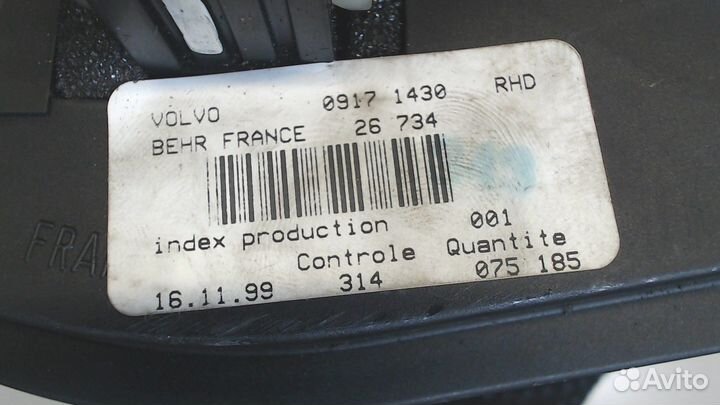 VOLVO 0917 1430 RHD
BEHR FRANCE 26 734
index production 001
Controle Quantite
16.11.99 314 075 185
FRA
Avito